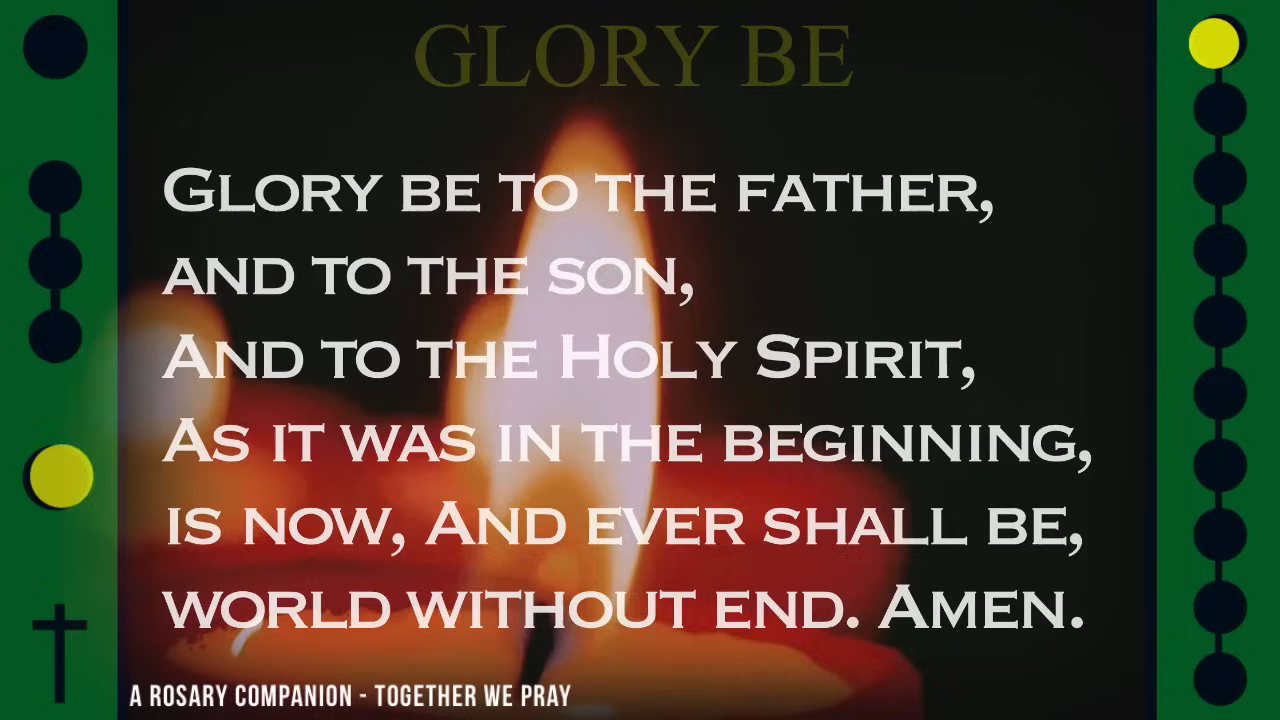 GLORY BE
GLORY BE TO THE FATHER,
AND TO THE SON,
AND TO THE HOLY SPIRIT,
AS IT WAS IN THE BEGINNING,
IS NOW, AND EVER SHALL BE,
WORLD WITHOUT END. AMEN.
A ROSARY COMPANION - TOGETHER WE PRAY